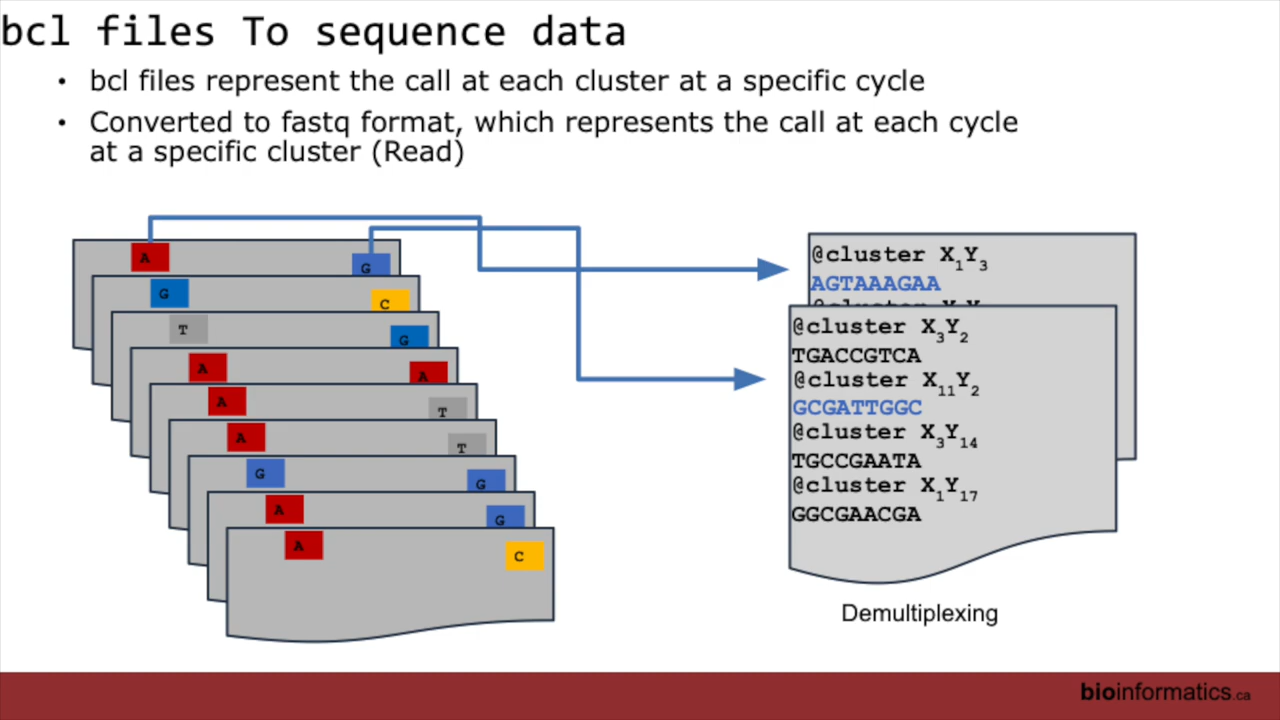 bcl files To sequence data
• bcl files represent the call at each cluster at a specific cycle
• Converted to fastq format, which represents the call at each cycle
at a specific cluster (Read)
A G
G C
T G
A A
A T
A T
G G
A G
A C
@cluster X1Y3
AGTAAAGAA
@cluster X3Y2
TGACCGTCA
@cluster X11Y2
GCGATTGGC
@cluster X3Y14
TGCCGAATA
@cluster X1Y17
GGCGAACGA
Demultiplexing
bioinformatics.ca